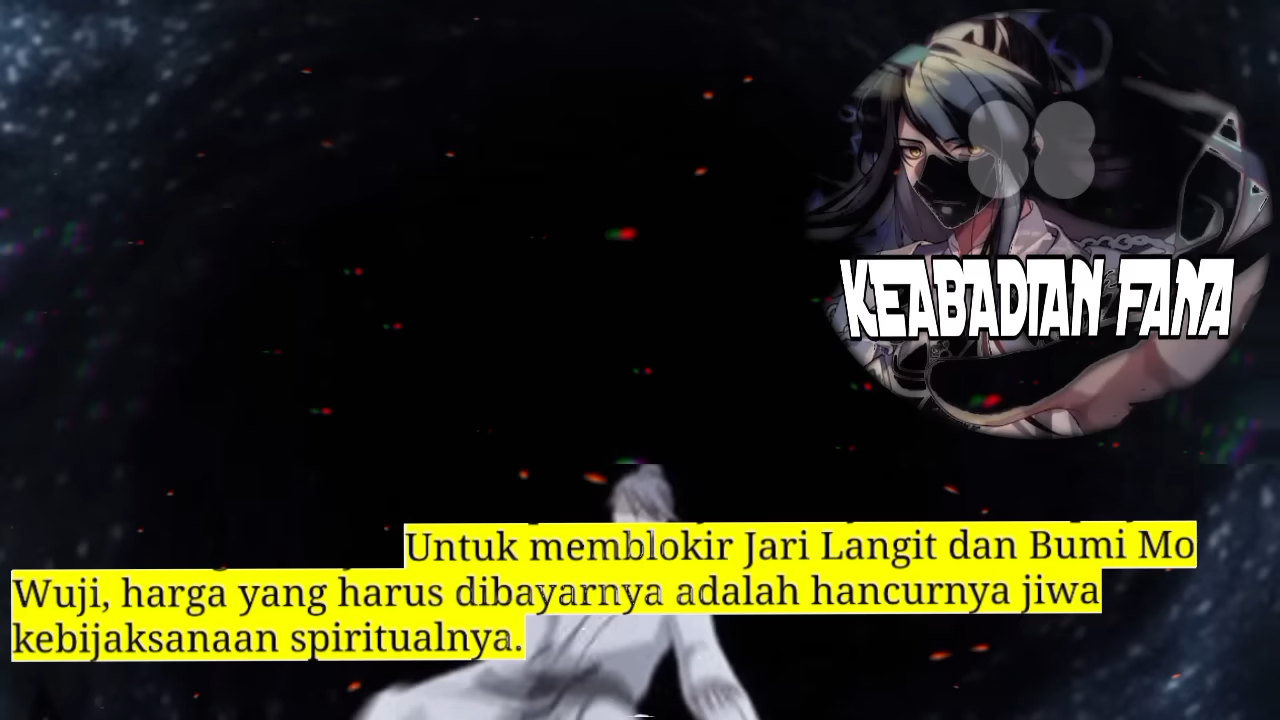 KEABADIAN FANA
Untuk memblokir Jari Langit dan Bumi Mo
Wuji, harga yang harus dibayarnya adalah hancurnya jiwa
kebijaksanaan spiritualnya.